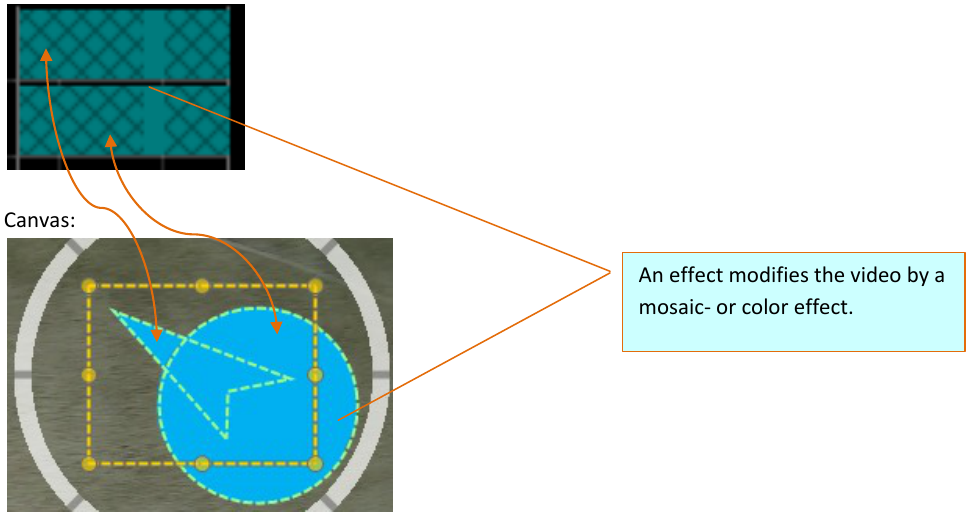 Canvas:
An effect modifies the video by a
mosaic- or color effect.